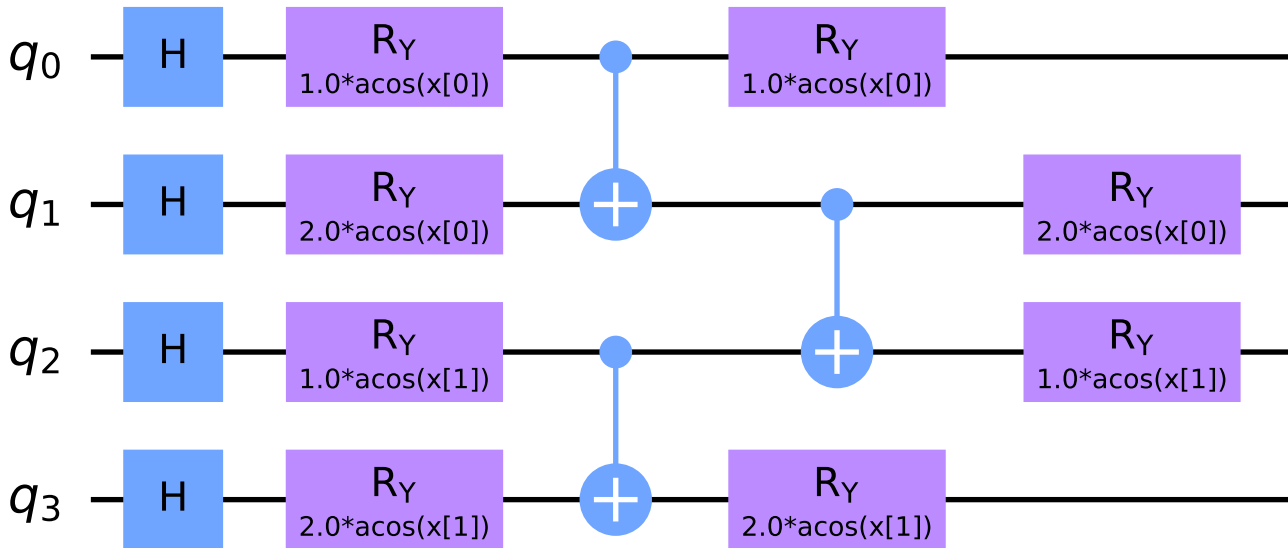 q0 H RY RY
1.0*acos(x[0]) 1.0*acos(x[0])
q1 H RY RY
2.0*acos(x[0]) 2.0*acos(x[0])
q2 H RY RY
1.0*acos(x[1]) 1.0*acos(x[1])
q3 H RY RY
2.0*acos(x[1]) 2.0*acos(x[1])